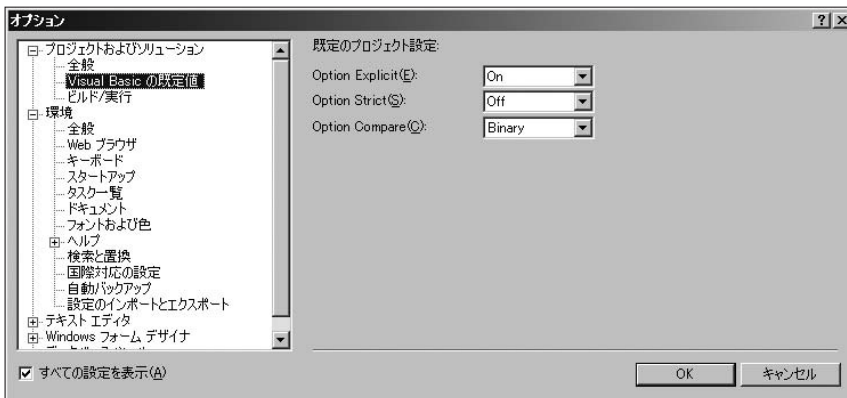 オプション
プロジェクトおよびソリューション
全般
Visual Basic の既定値
ビルド/実行
環境
全般
Web ブラウザ
キーボード
スタートアップ
タスク一覧
ドキュメント
フォントおよび色
ヘルプ
検索と置換
国際対応の設定
自動バックアップ
設定のインポートとエクスポート
テキスト エディタ
Windows フォーム デザイナ
すべての設定を表示(A)
既定のプロジェクト設定:
Option Explicit(E): On
Option Strict(S): Off
Option Compare(C): Binary
OK
キャンセル